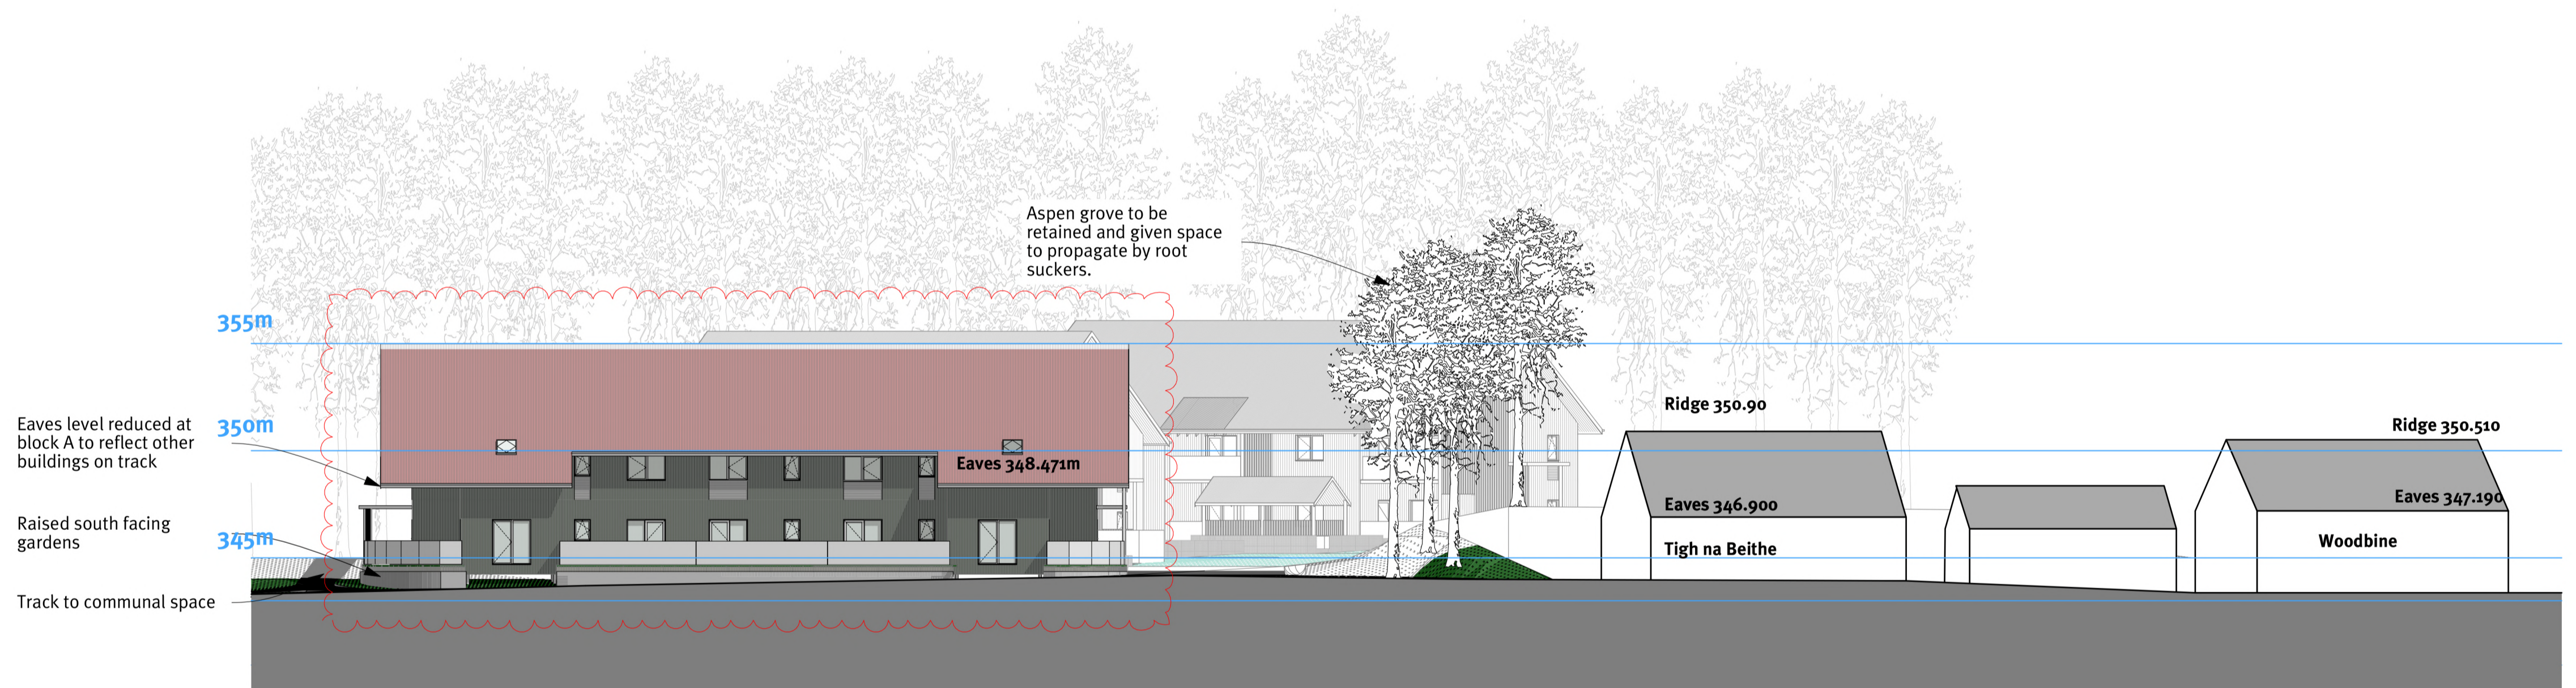 Aspen grove to be
retained and given space
to propagate by root
suckers.
355m
Eaves level reduced at
block A to reflect other
buildings on track
350m
Eaves 348.471m
Ridge 350.90
Ridge 350.510
Eaves 346.900
Eaves 347.190
Raised south facing
gardens
345m
Tigh na Beithe
Woodbine
Track to communal space